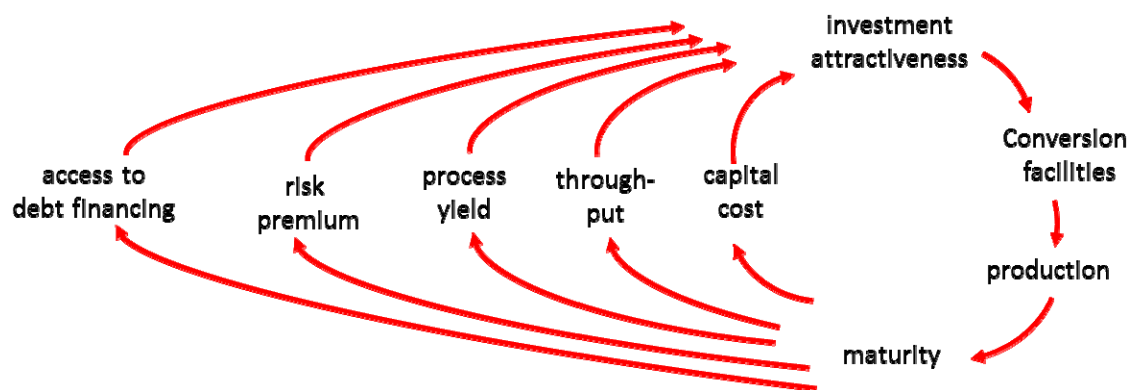 investment
attractiveness
Conversion
facilities
access to
debt financing
risk
premium
process
yield
through-
put
capital
cost
production
maturity